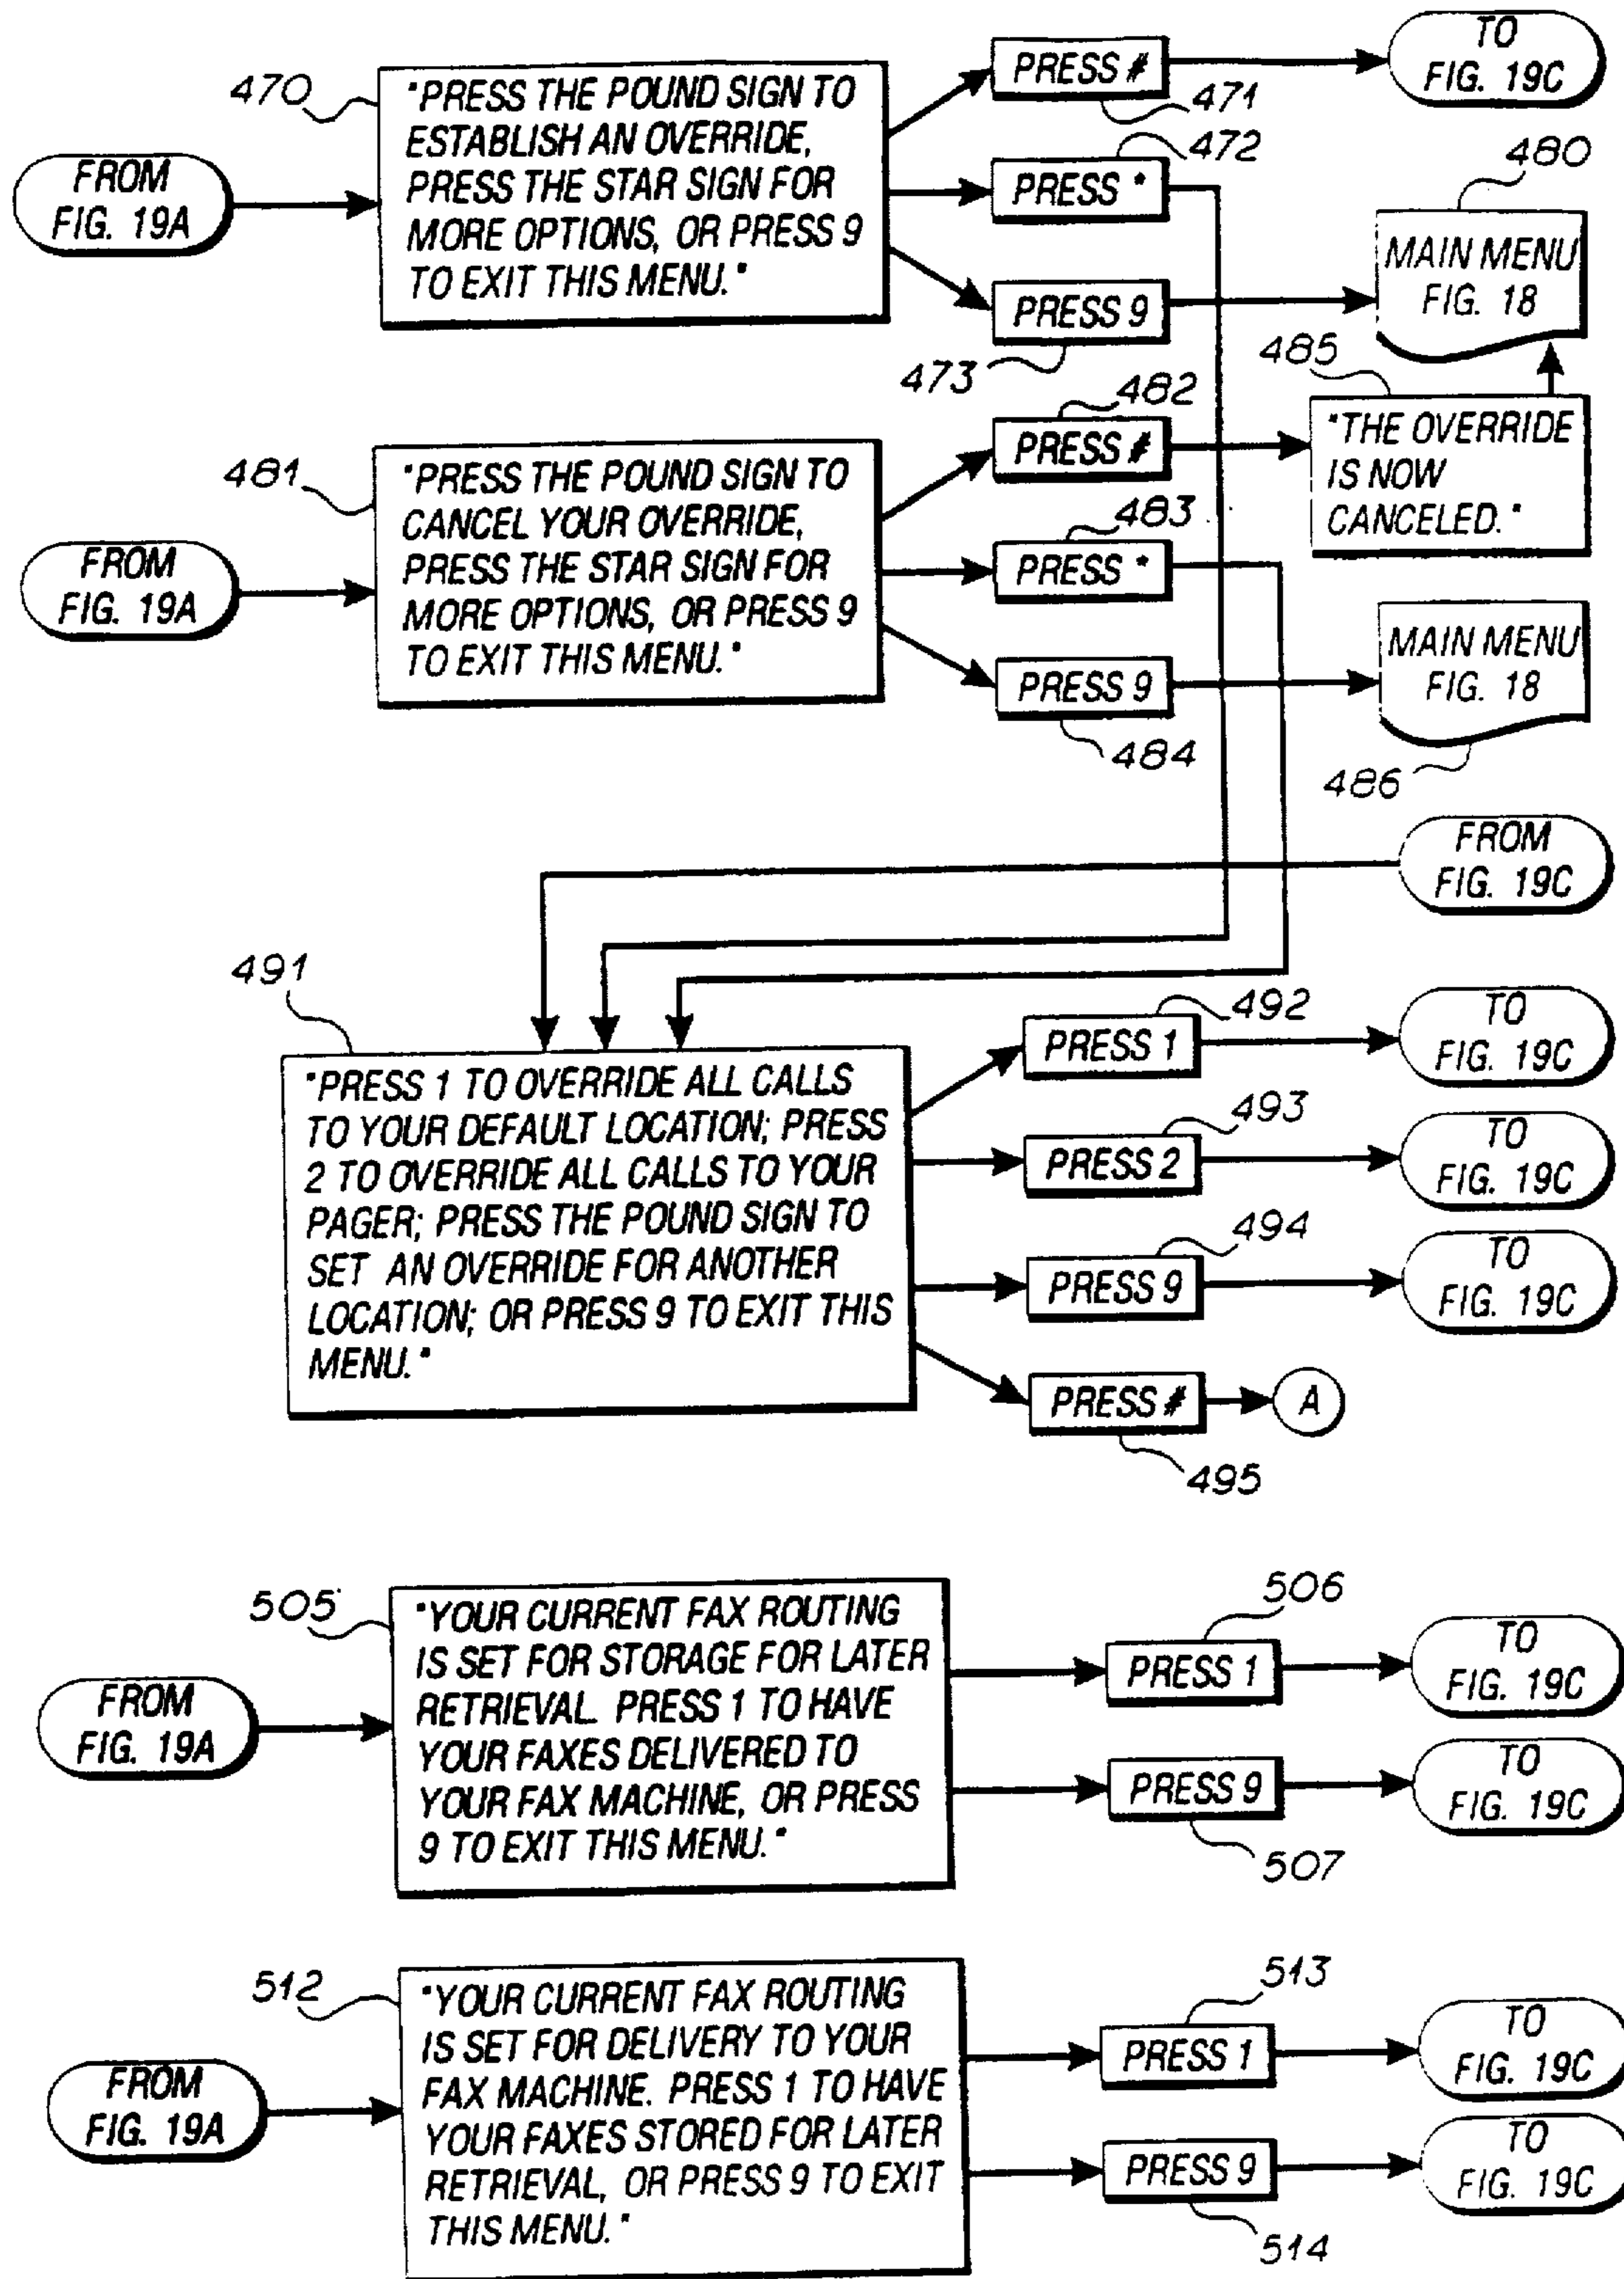 470
"PRESS THE POUND SIGN TO
ESTABLISH AN OVERRIDE,
PRESS THE STAR SIGN FOR
MORE OPTIONS, OR PRESS 9
TO EXIT THIS MENU."
FROM
FIG. 19A
PRESS #
471
TO
FIG. 19C
PRESS *
472
PRESS 9
473
480
MAIN MENU
FIG. 18
481
"PRESS THE POUND SIGN TO
CANCEL YOUR OVERRIDE,
PRESS THE STAR SIGN FOR
MORE OPTIONS, OR PRESS 9
TO EXIT THIS MENU."
FROM
FIG. 19A
482
PRESS #
485
"THE OVERRIDE
IS NOW
CANCELED."
483
PRESS *
PRESS 9
484
MAIN MENU
FIG. 18
486
FROM
FIG. 19C
491
"PRESS 1 TO OVERRIDE ALL CALLS
TO YOUR DEFAULT LOCATION; PRESS
2 TO OVERRIDE ALL CALLS TO YOUR
PAGER; PRESS THE POUND SIGN TO
SET AN OVERRIDE FOR ANOTHER
LOCATION; OR PRESS 9 TO EXIT THIS
MENU."
492
PRESS 1
TO
FIG. 19C
493
PRESS 2
TO
FIG. 19C
494
PRESS 9
TO
FIG. 19C
PRESS #
A
495
505
"YOUR CURRENT FAX ROUTING
IS SET FOR STORAGE FOR LATER
RETRIEVAL. PRESS 1 TO HAVE
YOUR FAXES DELIVERED TO
YOUR FAX MACHINE, OR PRESS
9 TO EXIT THIS MENU."
FROM
FIG. 19A
506
PRESS 1
TO
FIG. 19C
PRESS 9
507
TO
FIG. 19C
512
"YOUR CURRENT FAX ROUTING
IS SET FOR DELIVERY TO YOUR
FAX MACHINE. PRESS 1 TO HAVE
YOUR FAXES STORED FOR LATER
RETRIEVAL, OR PRESS 9 TO EXIT
THIS MENU."
FROM
FIG. 19A
513
PRESS 1
TO
FIG. 19C
PRESS 9
514
TO
FIG. 19C